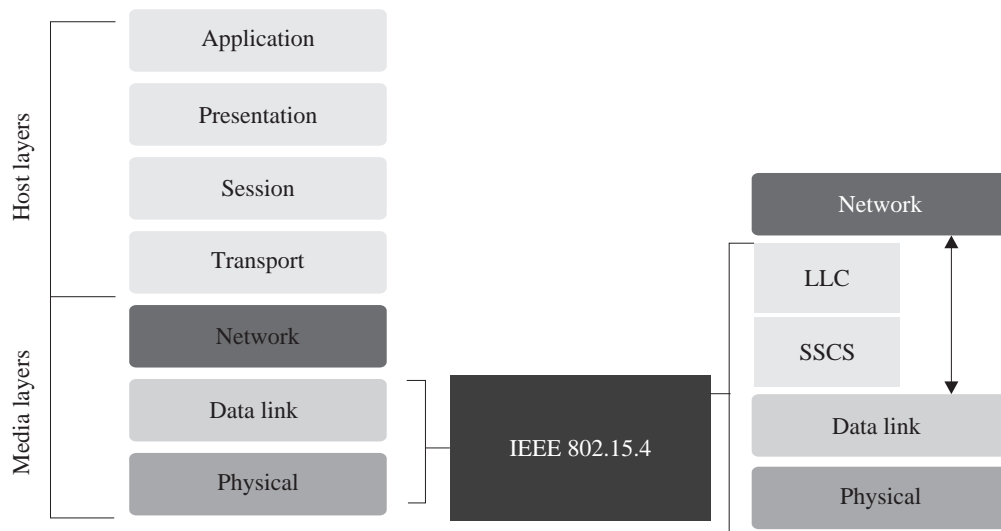 Host layers
Media layers
Application
Presentation
Session
Transport
Network
Data link
Physical
IEEE 802.15.4
Network
LLC
SSCS
Data link
Physical